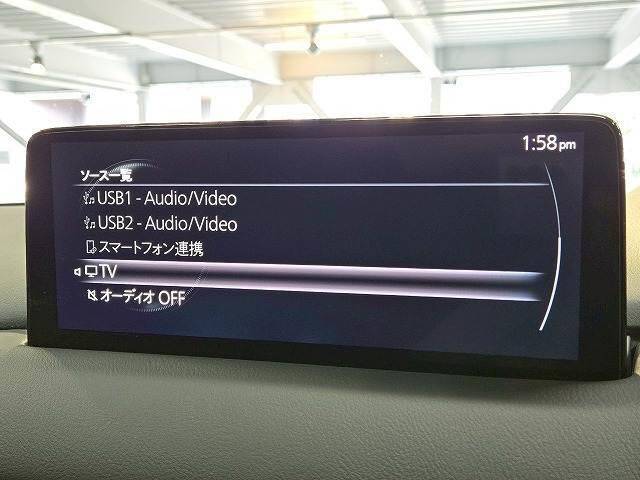 1:58pm
ソース一覧
USB1 - Audio/Video
USB2 - Audio/Video
スマートフォン連携
TV
オーディオ OFF